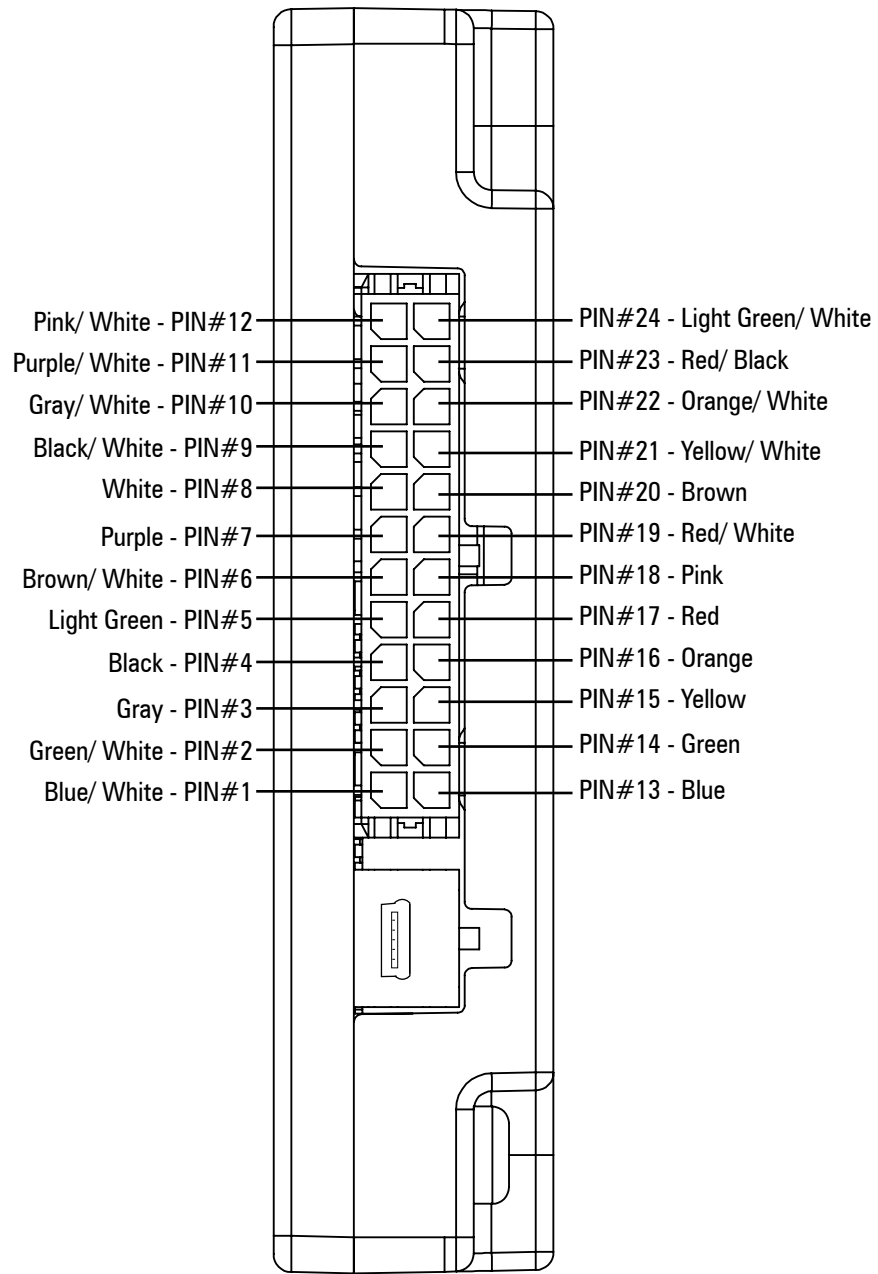 Pink/ White - PIN#12
Purple/ White - PIN#11
Gray/ White - PIN#10
Black/ White - PIN#9
White - PIN#8
Purple - PIN#7
Brown/ White - PIN#6
Light Green - PIN#5
Black - PIN#4
Gray - PIN#3
Green/ White - PIN#2
Blue/ White - PIN#1
PIN#24 - Light Green/ White
PIN#23 - Red/ Black
PIN#22 - Orange/ White
PIN#21 - Yellow/ White
PIN#20 - Brown
PIN#19 - Red/ White
PIN#18 - Pink
PIN#17 - Red
PIN#16 - Orange
PIN#15 - Yellow
PIN#14 - Green
PIN#13 - Blue